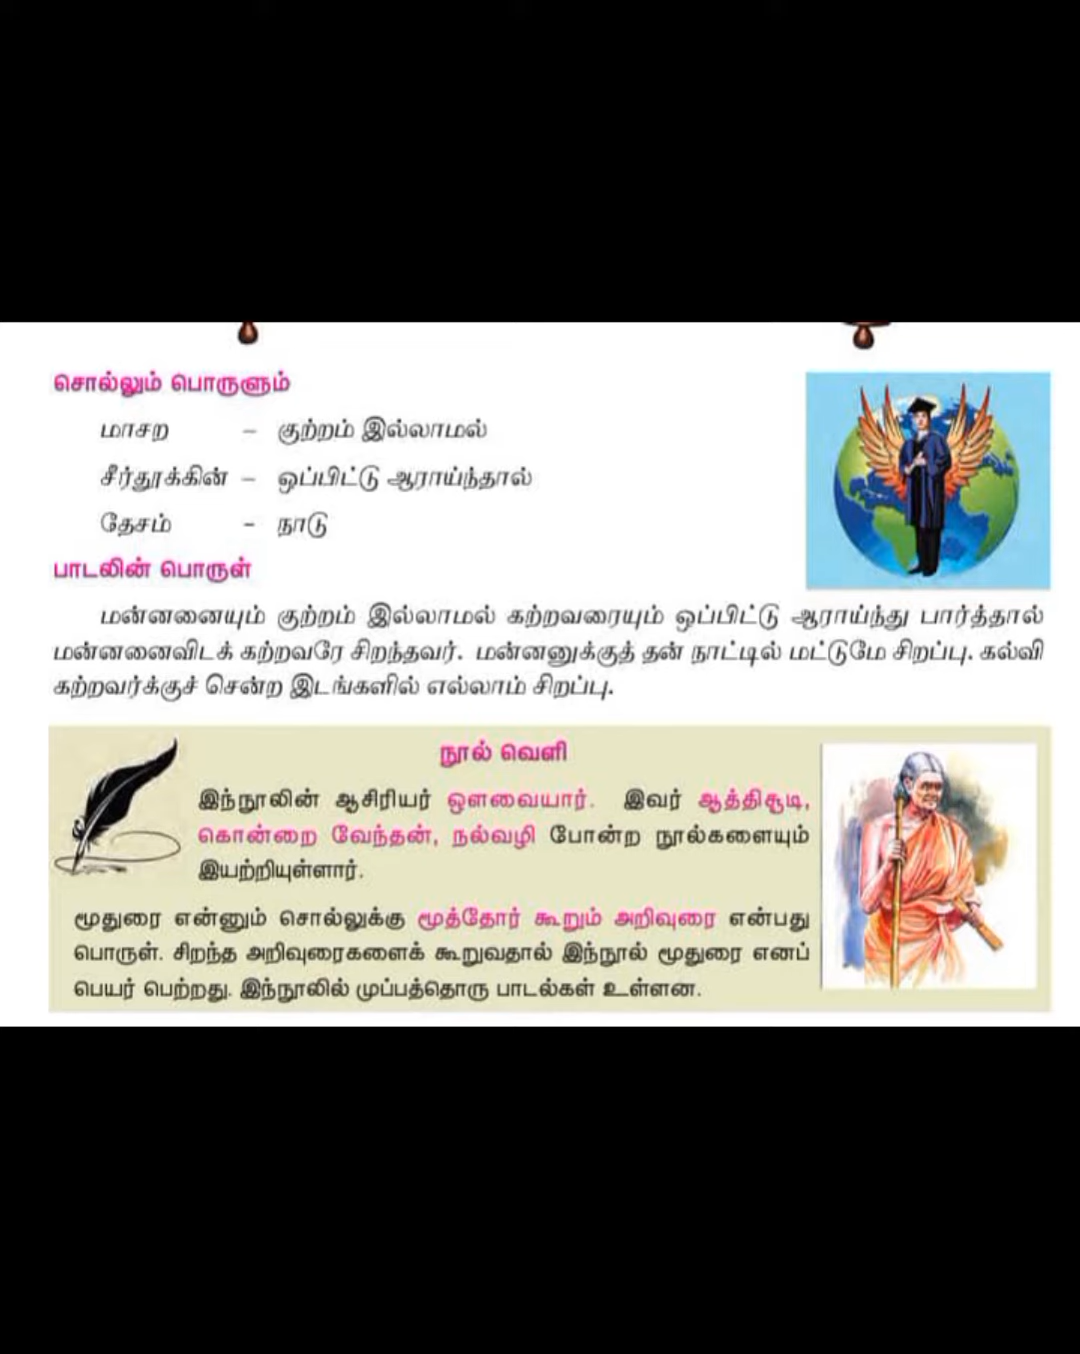 சொல்லும் பொருளும்
மாசற – குற்றம் இல்லாமல்
சீர்தூக்கின் – ஒப்பிட்டு ஆராய்ந்தால்
தேசம் - நாடு
பாடலின் பொருள்
மன்னனையும் குற்றம் இல்லாமல் கற்றவரையும் ஒப்பிட்டு ஆராய்ந்து பார்த்தால்
மன்னனைவிடக் கற்றவரே சிறந்தவர். மன்னனுக்குத் தன் நாட்டில் மட்டுமே சிறப்பு. கல்வி
கற்றவர்க்குச் சென்ற இடங்களில் எல்லாம் சிறப்பு.
நூல் வெளி
இந்நூலின் ஆசிரியர் ஔவையார். இவர் ஆத்திசூடி,
கொன்றை வேந்தன், நல்வழி போன்ற நூல்களையும்
இயற்றியுள்ளார்.
மூதுரை என்னும் சொல்லுக்கு மூத்தோர் கூறும் அறிவுரை என்பது
பொருள். சிறந்த அறிவுரைகளைக் கூறுவதால் இந்நூல் மூதுரை எனப்
பெயர் பெற்றது. இந்நூலில் முப்பத்தொரு பாடல்கள் உள்ளன.